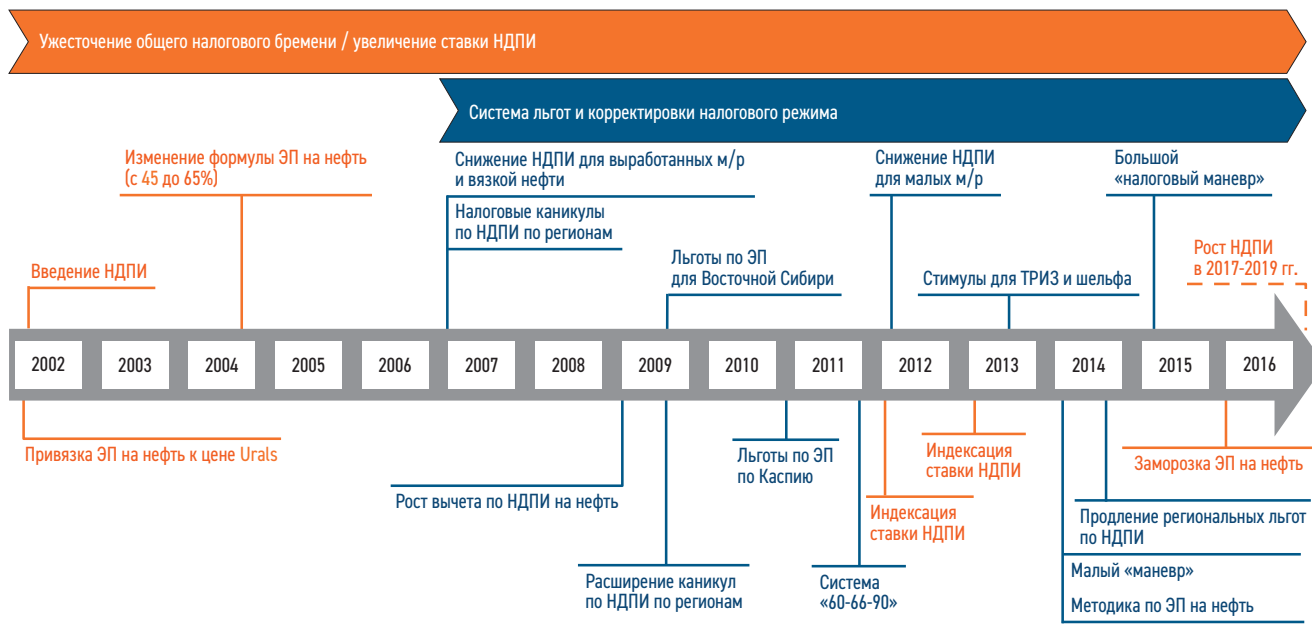 Ужесточение общего налогового бремени / увеличение ставки НДПИ
Система льгот и корректировки налогового режима
Изменение формулы ЭП на нефть
(с 45 до 65%)
Снижение НДПИ для выработанных м/р
и вязкой нефти
Снижение НДПИ
для малых м/р
Большой
«налоговый маневр»
Налоговые каникулы
по НДПИ по регионам
Введение НДПИ
Льготы по ЭП
для Восточной Сибири
Стимулы для ТРИЗ и шельфа
Рост НДПИ
в 2017-2019 гг.
2002 2003 2004 2005 2006 2007 2008 2009 2010 2011 2012 2013 2014 2015 2016
Привязка ЭП на нефть к цене Urals
Рост вычета по НДПИ на нефть
Льготы по ЭП
по Каспию
Индексация
ставки НДПИ
Заморозка ЭП на нефть
Индексация
ставки НДПИ
Продление региональных льгот
по НДПИ
Расширение каникул
по НДПИ по регионам
Система
«60-66-90»
Малый «маневр»
Методика по ЭП на нефть